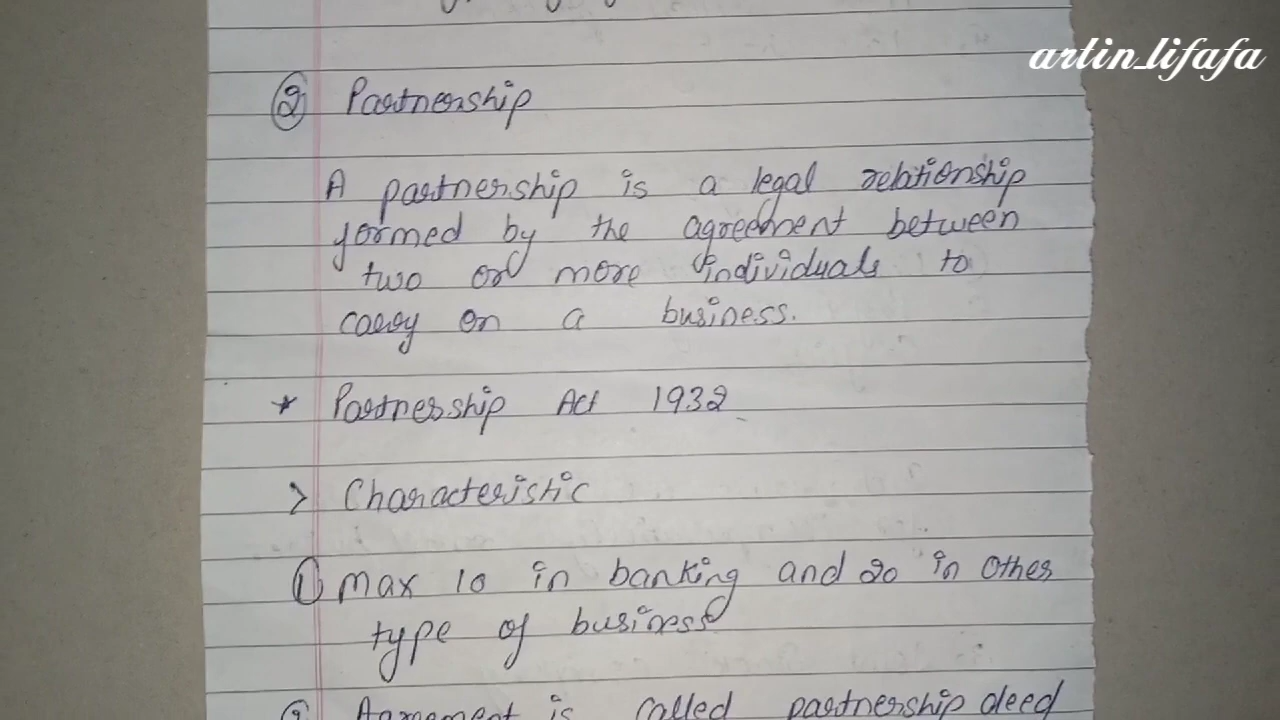 artin_lifafa
② Partnership
A partnership is a legal relationship
formed by the agreement between
two or more individuals to
carry on a business.
* Partnership Act 1932
> Characteristic
① Max 10 in banking and 20 in other
type of business
② Agreement is called partnership deed